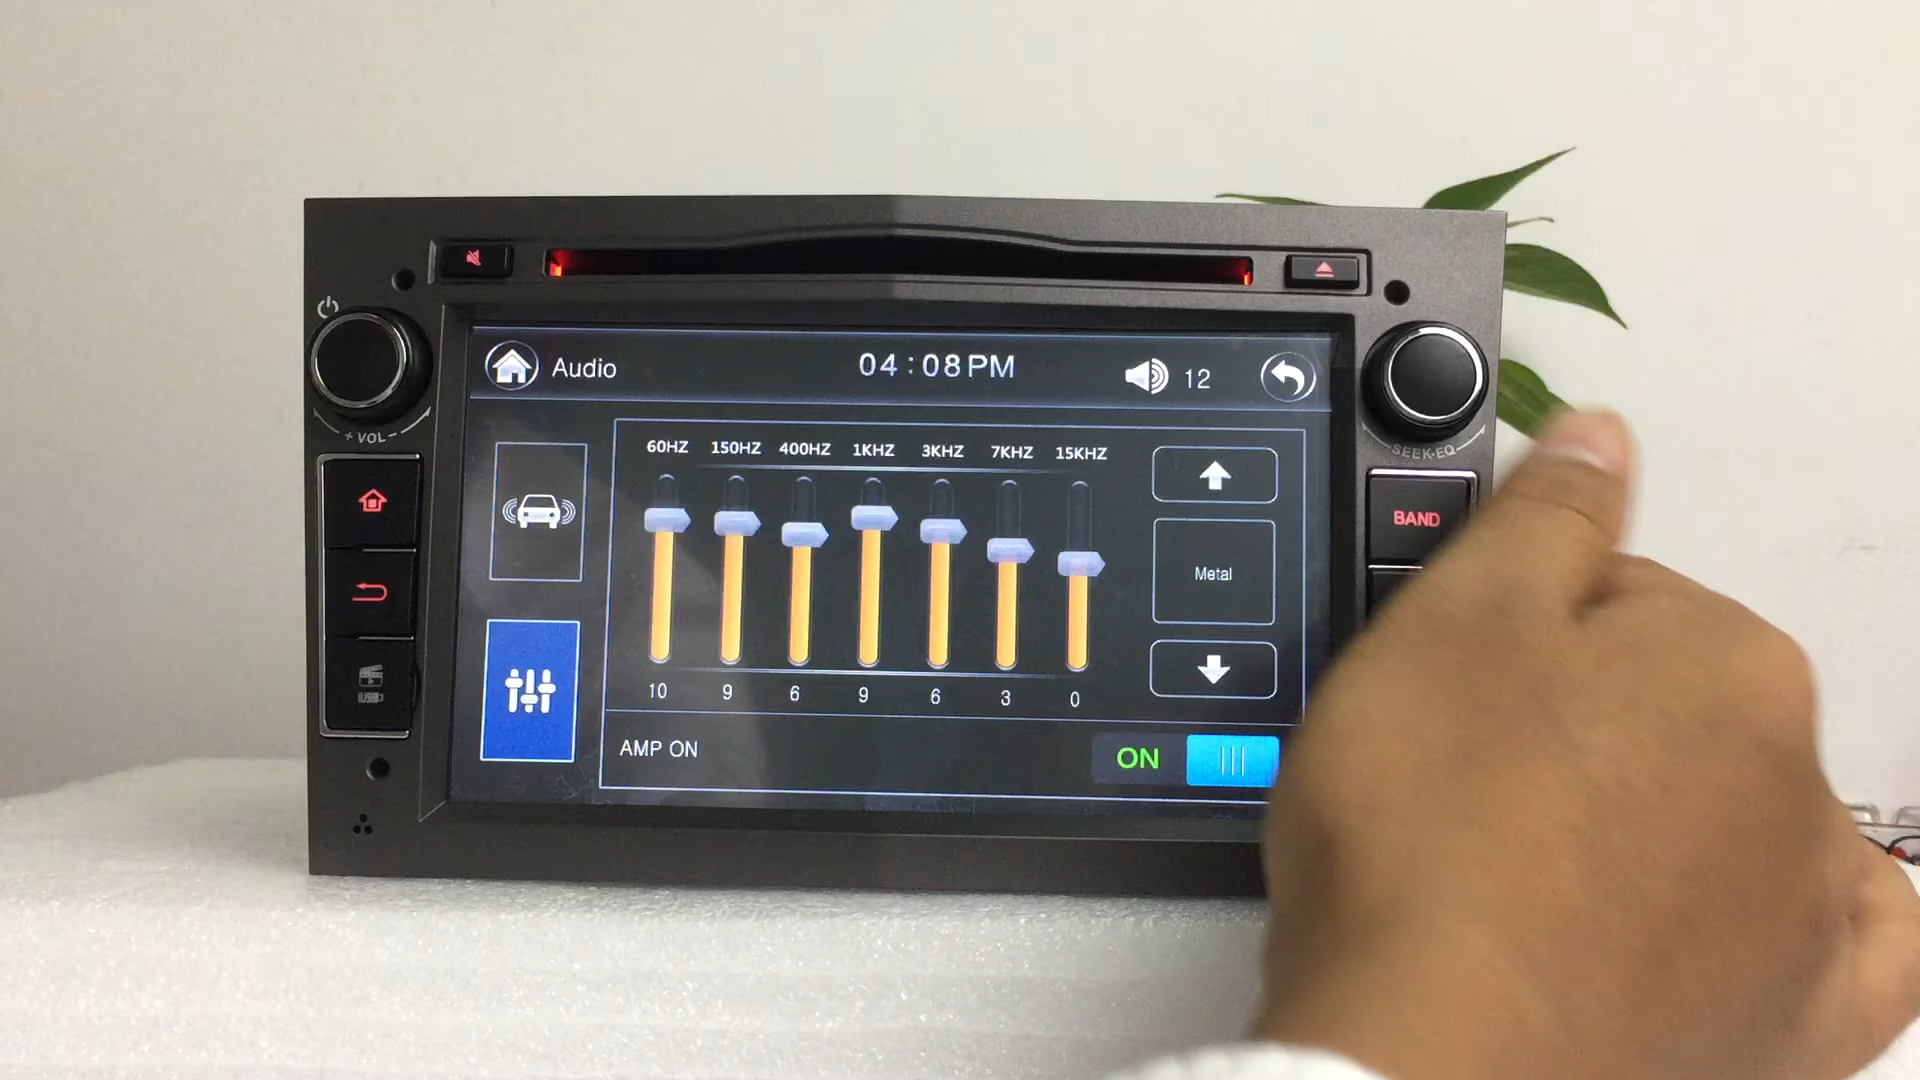 Audio
04:08PM
12
+ VOL -
SEEK-EQ
60HZ 150HZ 400HZ 1KHZ 3KHZ 7KHZ 15KHZ
BAND
Metal
USB
10 9 6 9 6 3 0
AMP ON
ON